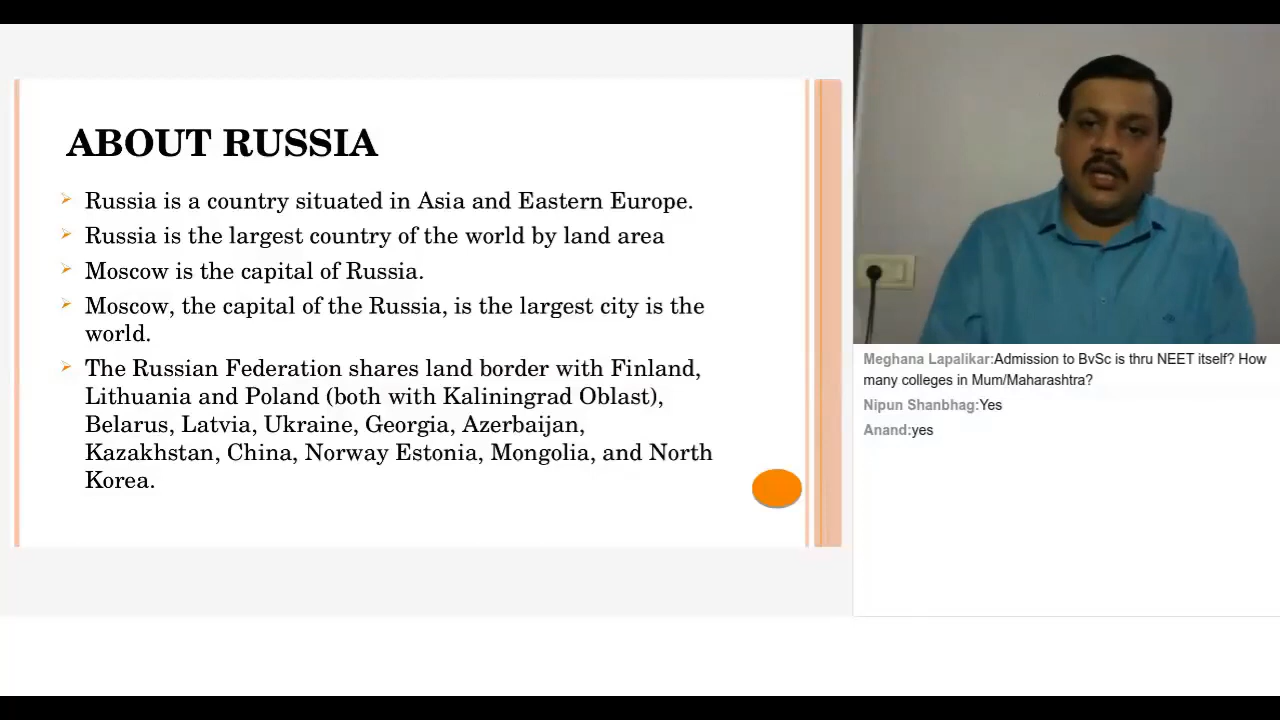 ABOUT RUSSIA
Russia is a country situated in Asia and Eastern Europe.
Russia is the largest country of the world by land area
Moscow is the capital of Russia.
Moscow, the capital of the Russia, is the largest city is the
world.
The Russian Federation shares land border with Finland,
Lithuania and Poland (both with Kaliningrad Oblast),
Belarus, Latvia, Ukraine, Georgia, Azerbaijan,
Kazakhstan, China, Norway Estonia, Mongolia, and North
Korea.
Meghana Lapalikar:Admission to BvSc is thru NEET itself? How
many colleges in Mum/Maharashtra?
Nipun Shanbhag:Yes
Anand:yes